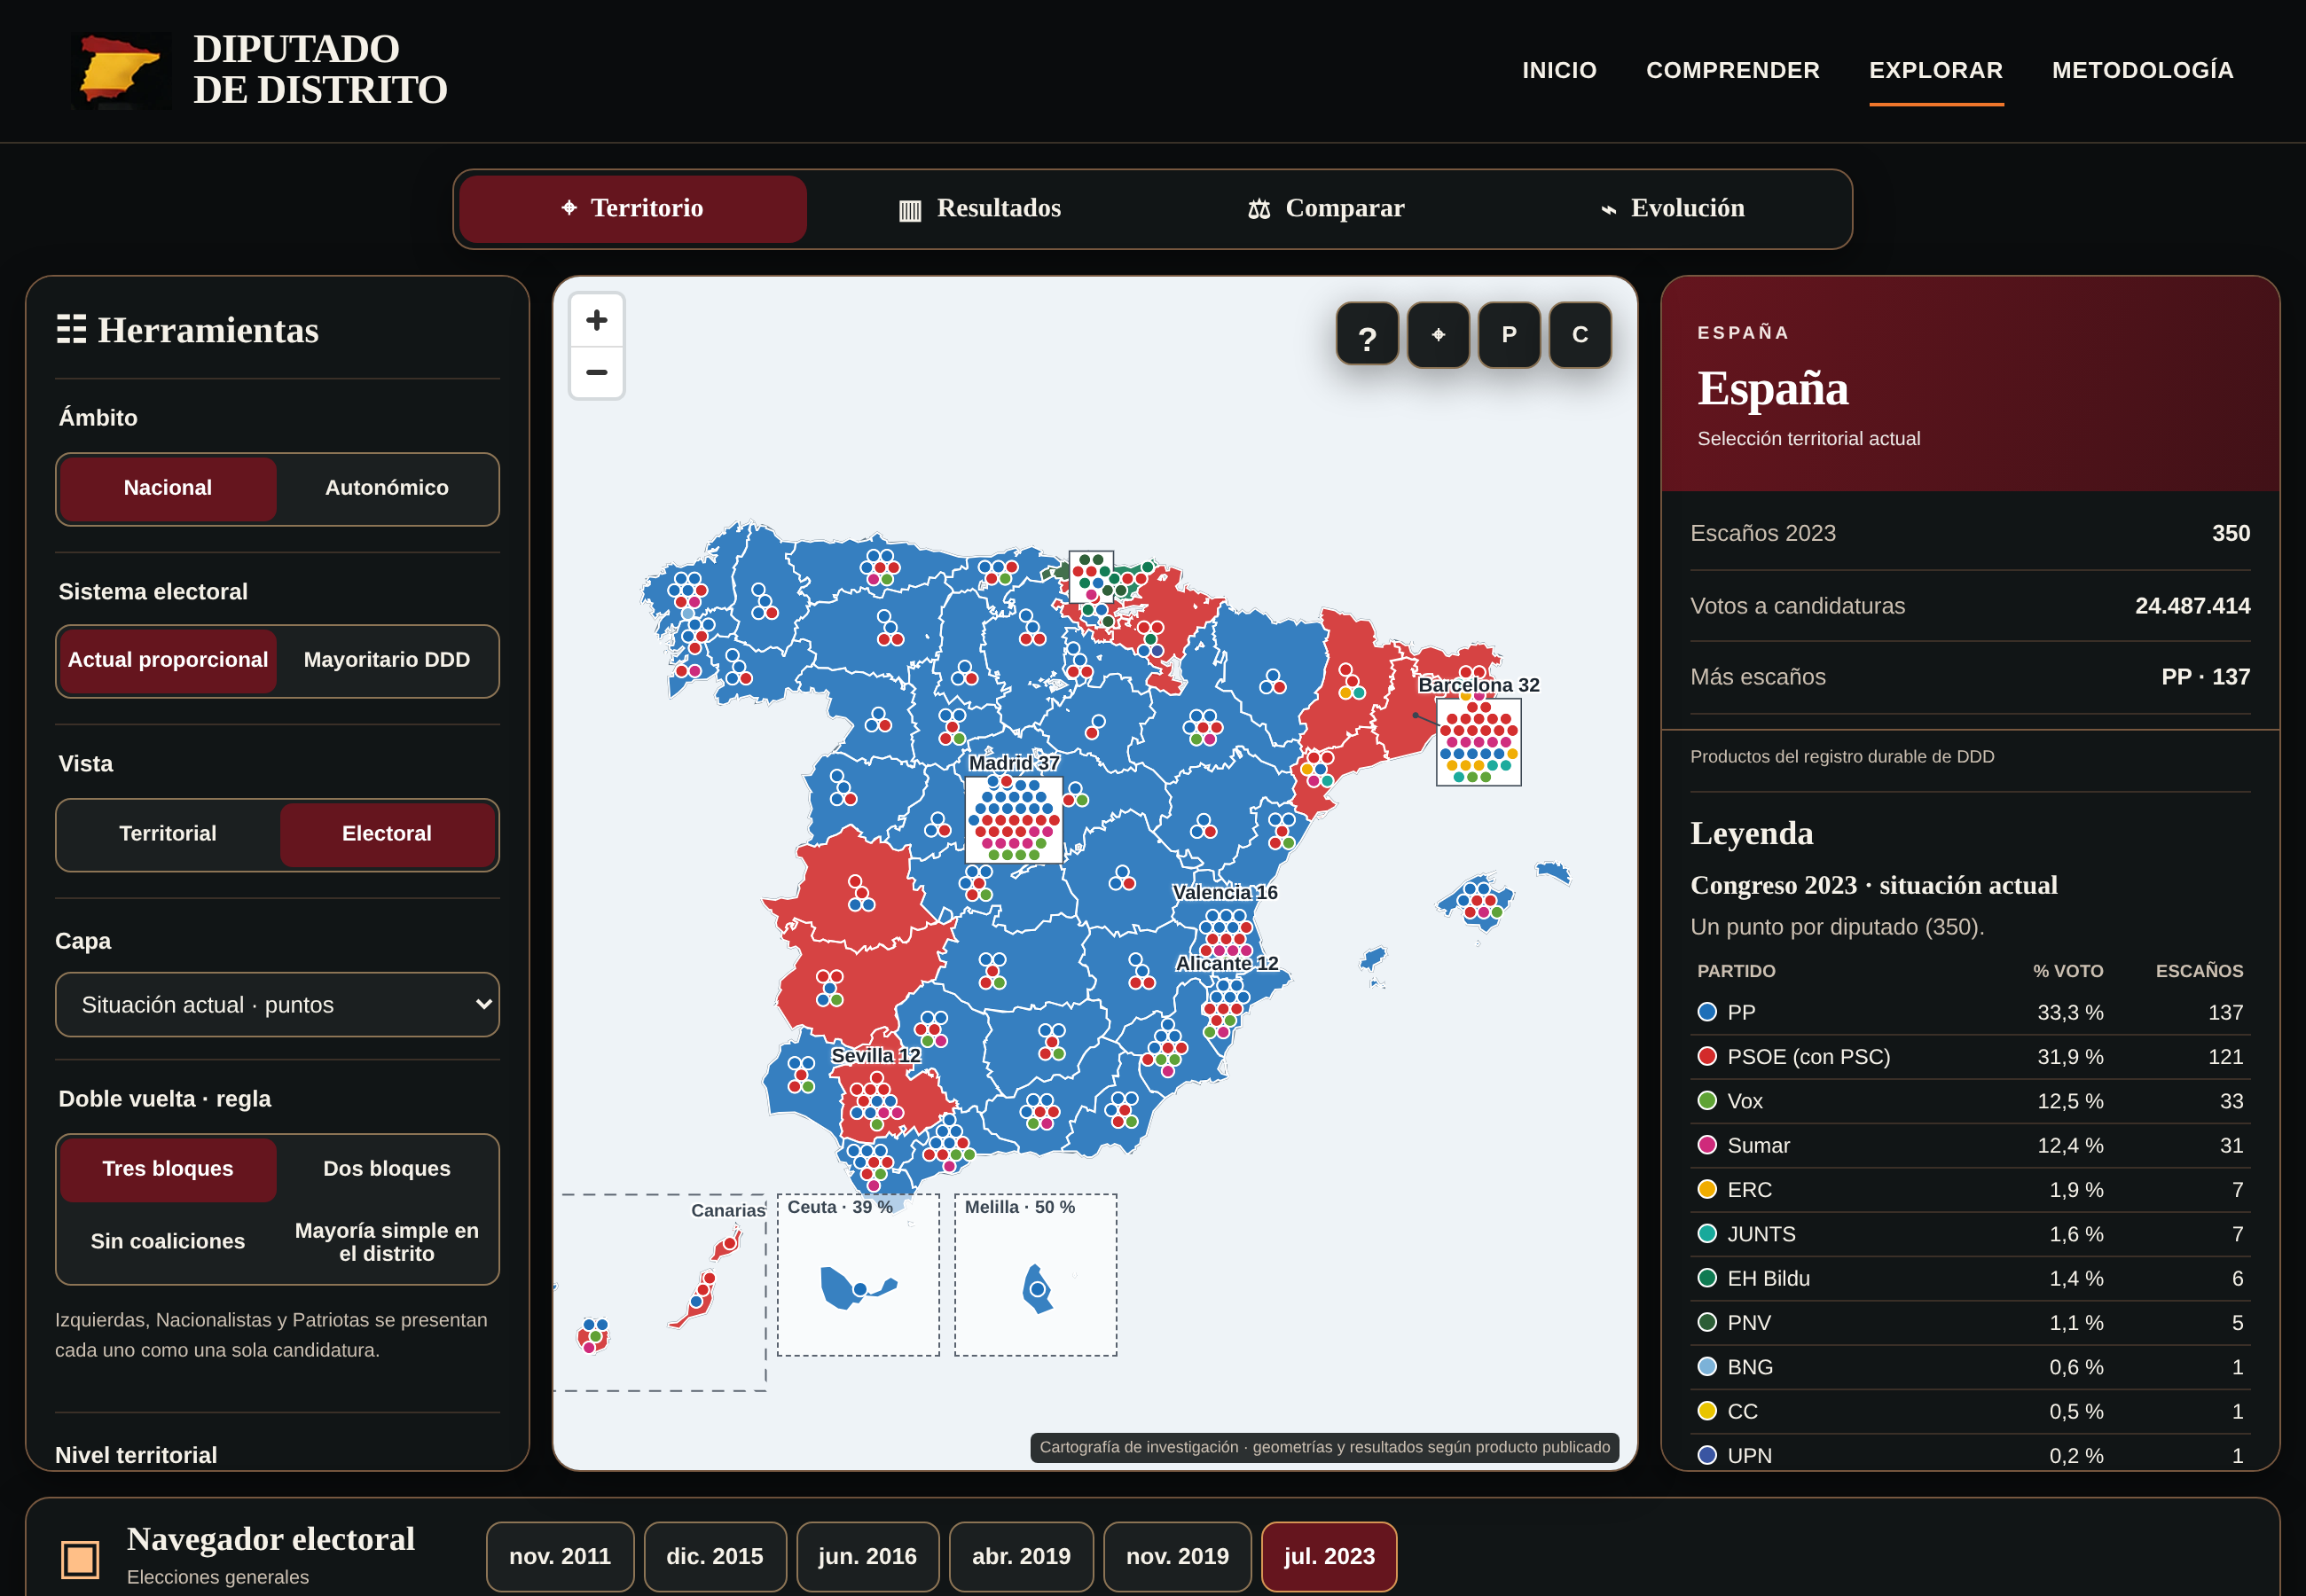 DIPUTADO
DE DISTRITO
INICIO
COMPRENDER
EXPLORAR
METODOLOGÍA
Territorio
Resultados
Comparar
Evolución
Herramientas
Ámbito
Nacional
Autonómico
Sistema electoral
Actual proporcional
Mayoritario DDD
Vista
Territorial
Electoral
Capa
Situación actual · puntos
Doble vuelta · regla
Tres bloques
Dos bloques
Sin coaliciones
Mayoría simple en
el distrito
Izquierdas, Nacionalistas y Patriotas se presentan
cada uno como una sola candidatura.
Nivel territorial
+
−
?
P
C
Barcelona 32
Madrid 37
Valencia 16
Alicante 12
Sevilla 12
Canarias
Ceuta · 39 %
Melilla · 50 %
Cartografía de investigación · geometrías y resultados según producto publicado
ESPAÑA
España
Selección territorial actual
Escaños 2023 350
Votos a candidaturas 24.487.414
Más escaños PP · 137
Productos del registro durable de DDD
Leyenda
Congreso 2023 · situación actual
Un punto por diputado (350).
PARTIDO % VOTO ESCAÑOS
PP 33,3 % 137
PSOE (con PSC) 31,9 % 121
Vox 12,5 % 33
Sumar 12,4 % 31
ERC 1,9 % 7
JUNTS 1,6 % 7
EH Bildu 1,4 % 6
PNV 1,1 % 5
BNG 0,6 % 1
CC 0,5 % 1
UPN 0,2 % 1
Navegador electoral
Elecciones generales
nov. 2011
dic. 2015
jun. 2016
abr. 2019
nov. 2019
jul. 2023